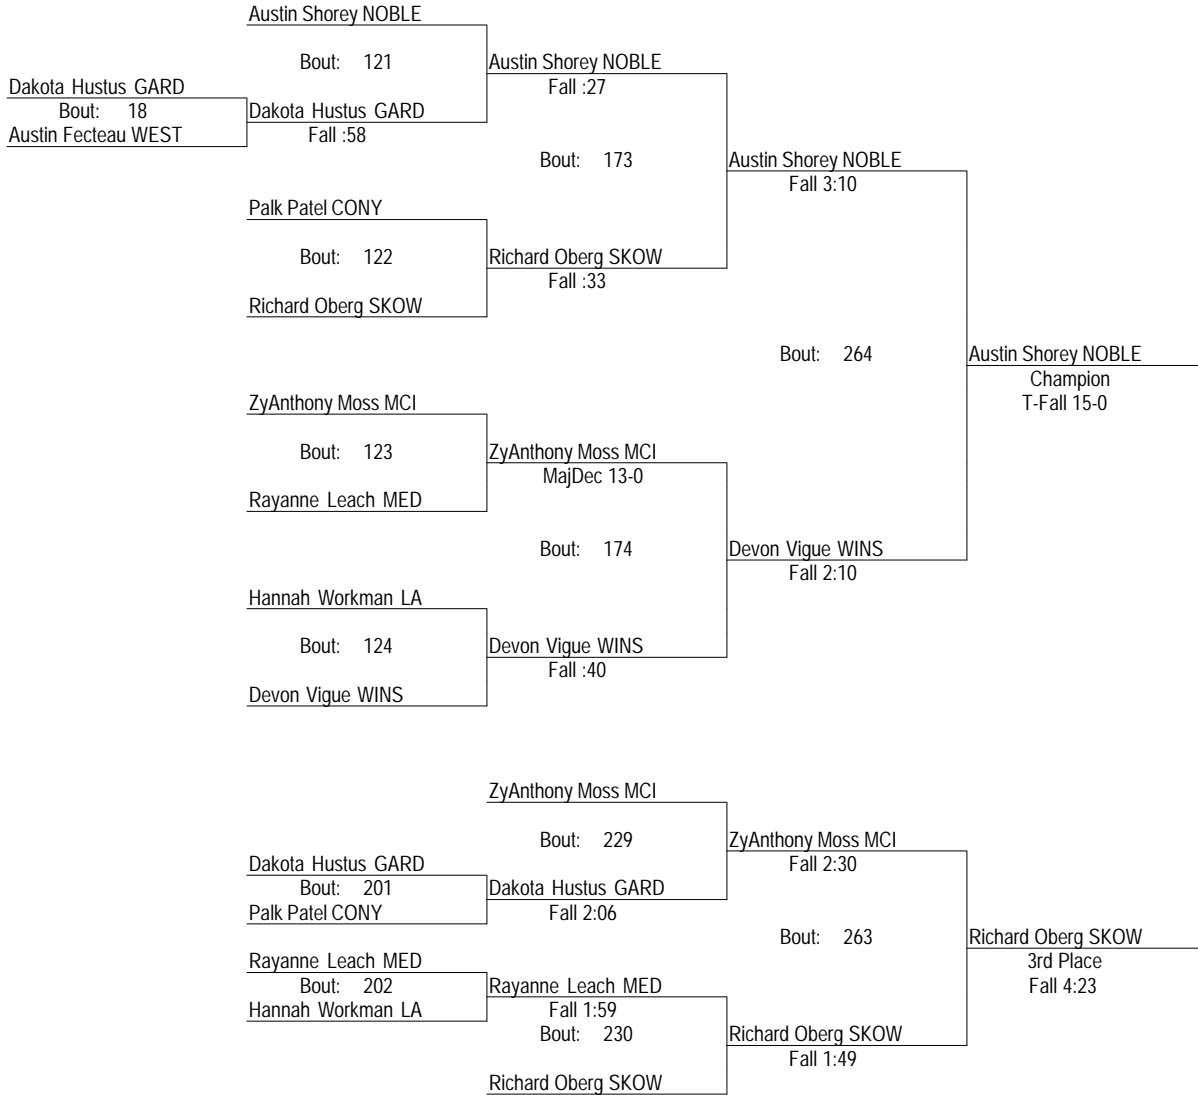 Austin Shorey NOBLE
Bout: 121
Austin Shorey NOBLE
Fall :27
Dakota Hustus GARD
Bout: 18
Dakota Hustus GARD
Austin Fecteau WEST
Fall :58
Bout: 173
Austin Shorey NOBLE
Fall 3:10
Palk Patel CONY
Bout: 122
Richard Oberg SKOW
Fall :33
Richard Oberg SKOW
Bout: 264
Austin Shorey NOBLE
Champion
T-Fall 15-0
ZyAnthony Moss MCI
Bout: 123
ZyAnthony Moss MCI
MajDec 13-0
Rayanne Leach MED
Bout: 174
Devon Vigue WINS
Fall 2:10
Hannah Workman LA
Bout: 124
Devon Vigue WINS
Fall :40
Devon Vigue WINS
ZyAnthony Moss MCI
Bout: 229
ZyAnthony Moss MCI
Fall 2:30
Dakota Hustus GARD
Bout: 201
Dakota Hustus GARD
Palk Patel CONY
Fall 2:06
Bout: 263
Richard Oberg SKOW
3rd Place
Fall 4:23
Rayanne Leach MED
Bout: 202
Rayanne Leach MED
Hannah Workman LA
Fall 1:59
Bout: 230
Richard Oberg SKOW
Fall 1:49
Richard Oberg SKOW